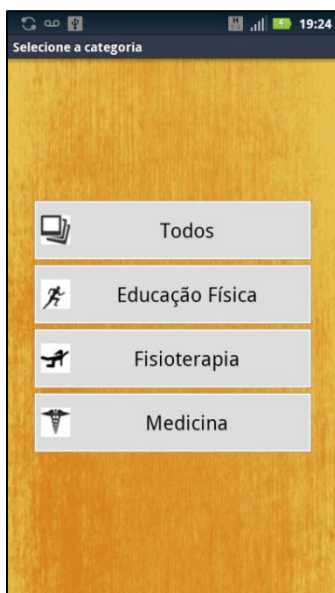 H
19:24
Selecione a categoria
Todos
Educação Física
Fisioterapia
Medicina